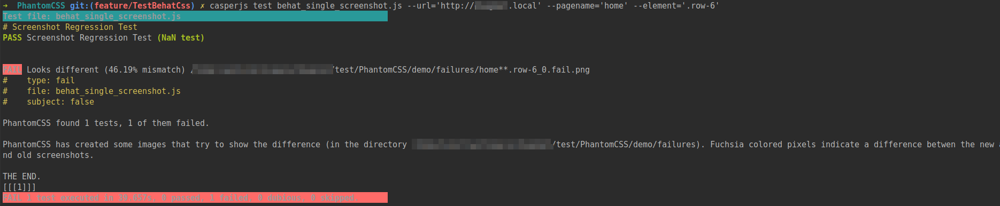 ➜ PhantomCSS git:(feature/TestBehatCss) ✗ casperjs test behat_single_screenshot.js --url='http:// .local' --pagename='home' --element='.row-6'
Test file: behat_single_screenshot.js
# Screenshot Regression Test
PASS Screenshot Regression Test (NaN test)
FAIL Looks different (46.19% mismatch) /test/PhantomCSS/demo/failures/home**.row-6_0.fail.png
#    type: fail
#    file: behat_single_screenshot.js
#    subject: false
PhantomCSS found 1 tests, 1 of them failed.
PhantomCSS has created some images that try to show the difference (in the directory /test/PhantomCSS/demo/failures). Fuchsia colored pixels indicate a difference betwen the new a
nd old screenshots.
THE END.
[[[1]]]
FAIL 1 test executed in 39.857s, 0 passed, 1 failed, 0 dubious, 0 skipped.